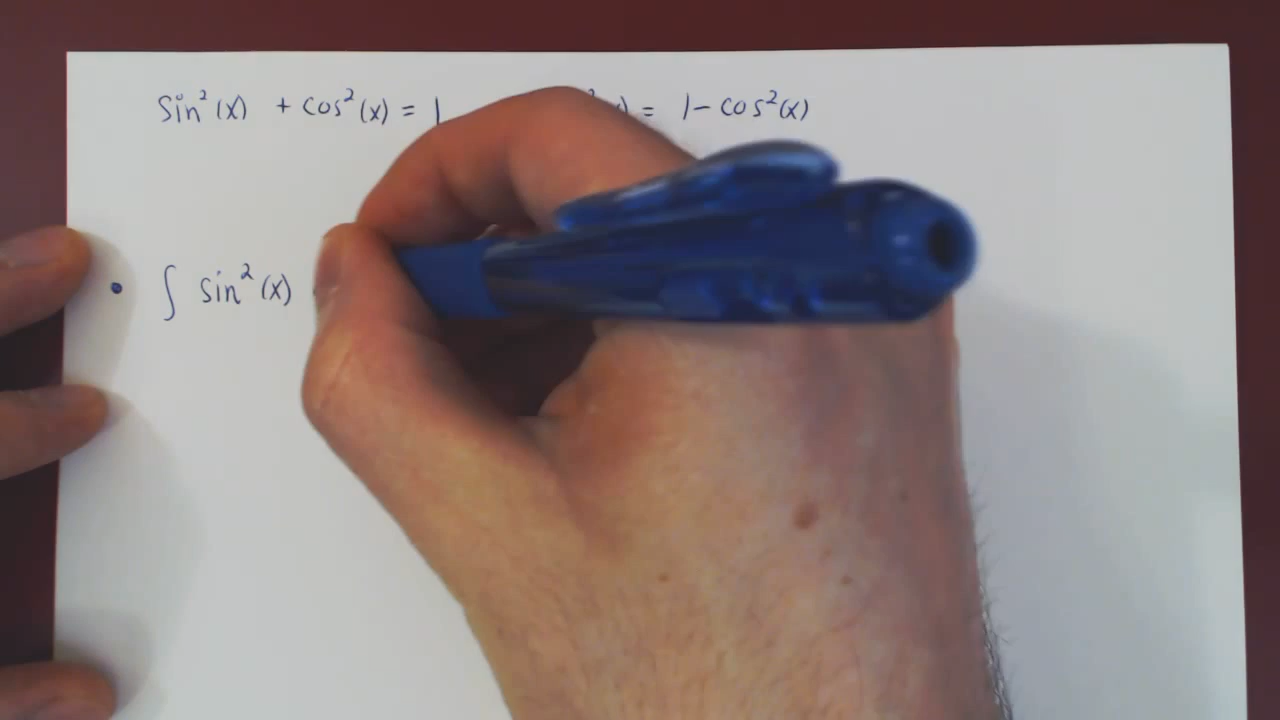 sin²(x) + cos²(x) = 1 = 1 - cos²(x)
• ∫ sin²(x)